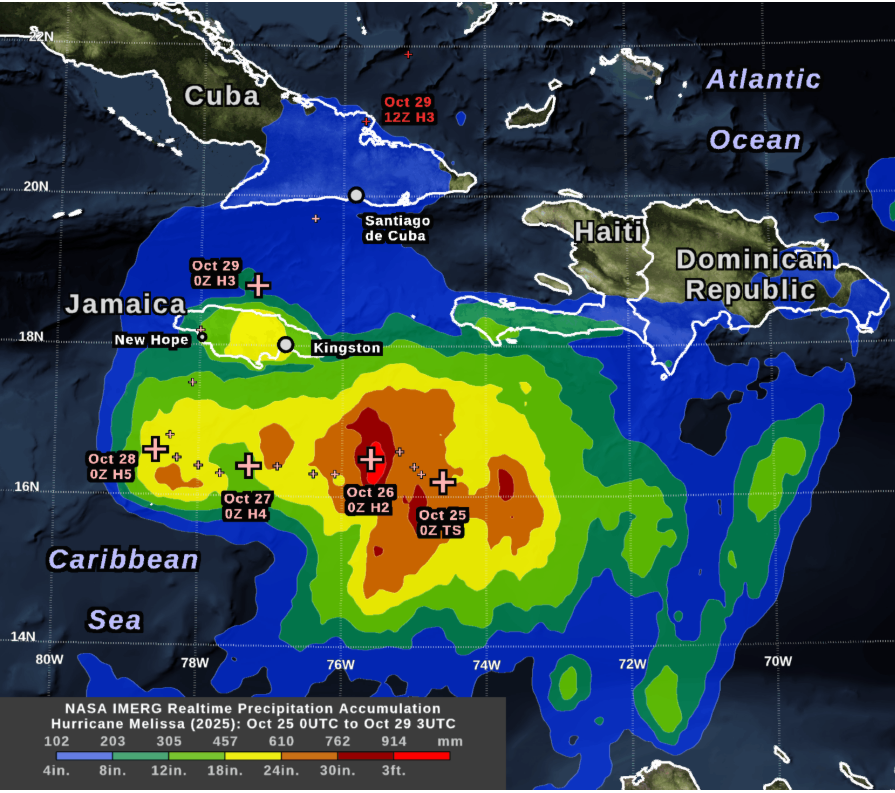 22N
Cuba
Oct 29
12Z H3
Atlantic
Ocean
20N
Santiago
de Cuba
Haiti
Dominican
Republic
Oct 29
0Z H3
Jamaica
New Hope
Kingston
18N
Oct 28
0Z H5
Oct 27
0Z H4
Oct 26
0Z H2
Oct 25
0Z TS
16N
Caribbean
Sea
14N
80W 78W 76W 74W 72W 70W
NASA IMERG Realtime Precipitation Accumulation
Hurricane Melissa (2025): Oct 25 0UTC to Oct 29 3UTC
102 203 305 457 610 762 914 mm
4in. 8in. 12in. 18in. 24in. 30in. 3ft.